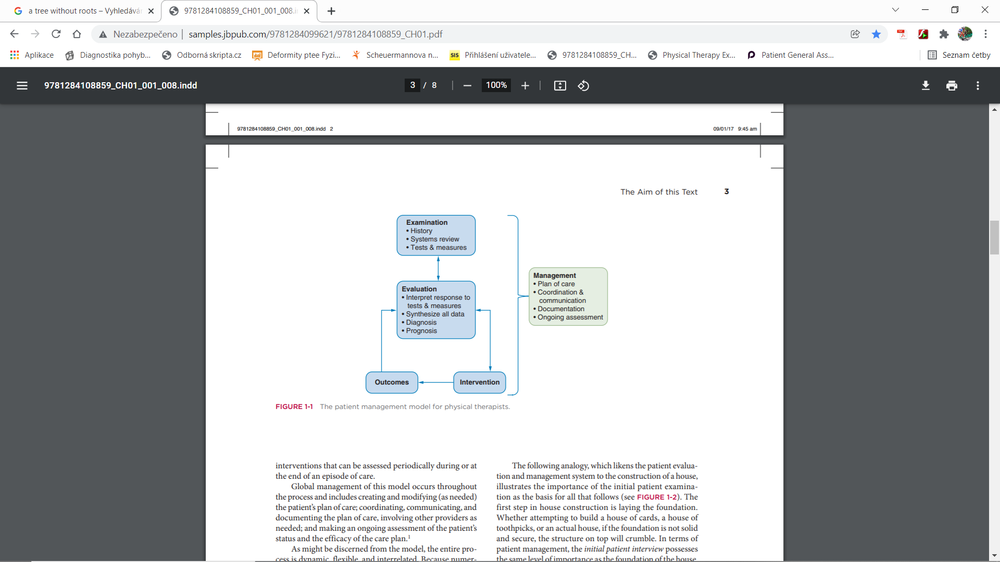 a tree without roots – Vyhledáván
9781284108859_CH01_001_008.in
Nezabezpečeno | samples.jbpub.com/9781284099621/9781284108859_CH01.pdf
Aplikace
Diagnostika pohyb...
Odborná skripta.cz
Deformity ptee Fyzi...
Scheuermannova n...
SIS Přihlášení uživatele...
9781284108859_CH...
Physical Therapy Ex...
Patient General Ass...
Seznam četby
9781284108859_CH01_001_008.indd
3 / 8
100%
9781284108859_CH01_001_008.indd 2
09/01/17 9:45 am
The Aim of this Text 3
Examination
• History
• Systems review
• Tests & measures
Evaluation
• Interpret response to
tests & measures
• Synthesize all data
• Diagnosis
• Prognosis
Management
• Plan of care
• Coordination &
communication
• Documentation
• Ongoing assessment
Outcomes
Intervention
FIGURE 1-1 The patient management model for physical therapists.
interventions that can be assessed periodically during or at
the end of an episode of care.
Global management of this model occurs throughout
the process and includes creating and modifying (as needed)
the patient's plan of care; coordinating, communicating, and
documenting the plan of care, involving other providers as
needed; and making an ongoing assessment of the patient's
status and the efficacy of the care plan.1
As might be discerned from the model, the entire pro-
cess is dynamic, flexible, and interrelated. Because numer-
The following analogy, which likens the patient evalua-
tion and management system to the construction of a house,
illustrates the importance of the initial patient examina-
tion as the basis for all that follows (see FIGURE 1-2). The
first step in house construction is laying the foundation.
Whether attempting to build a house of cards, a house of
toothpicks, or an actual house, if the foundation is not solid
and secure, the structure on top will crumble. In terms of
patient management, the initial patient interview possesses
the same level of importance as the foundation of the house.